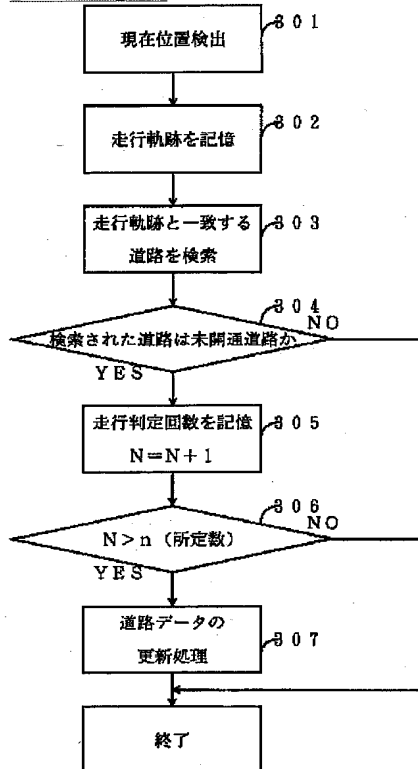 現在位置検出
301
走行軌跡を記憶
302
走行軌跡と一致する
道路を検索
303
検索された道路は未開通道路か
304
NO
YES
走行判定回数を記憶
N=N+1
305
N>n(所定数)
306
NO
YES
道路データの
更新処理
307
終了